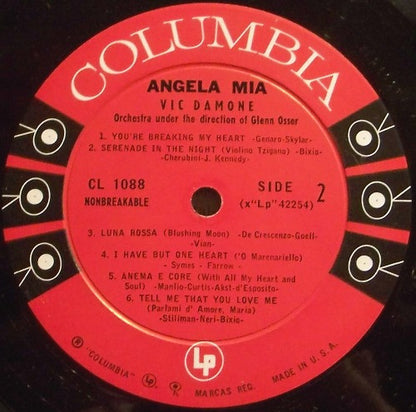 COLUMBIA
ANGELA MIA
VIC DAMONE
Orchestra under the direction of Glenn Osser
1. YOU'RE BREAKING MY HEART -Genaro-Skylar-
2. SERENADE IN THE NIGHT (Violino Tzigano) -Bixio-
-Cherubini-J. Kennedy-
CL 1088
NONBREAKABLE
SIDE 2
(x"Lp" 42254)
3. LUNA ROSSA (Blushing Moon) -De Crescenzo-Goell-
-Vian-
4. I HAVE BUT ONE HEART ('O Marenariello)
- Symes - Farrow -
5. ANEMA E CORE (With All my Heart and
Soul) -Manlio-Curtis-Akst-d'Esposito-
6. TELL ME THAT YOU LOVE ME
(Parlami d' Amore, Maria)
-Stillman-Neri-Bixio-
® "COLUMBIA" Lp ® MARCAS REG. MADE IN U.S.A.
Lp